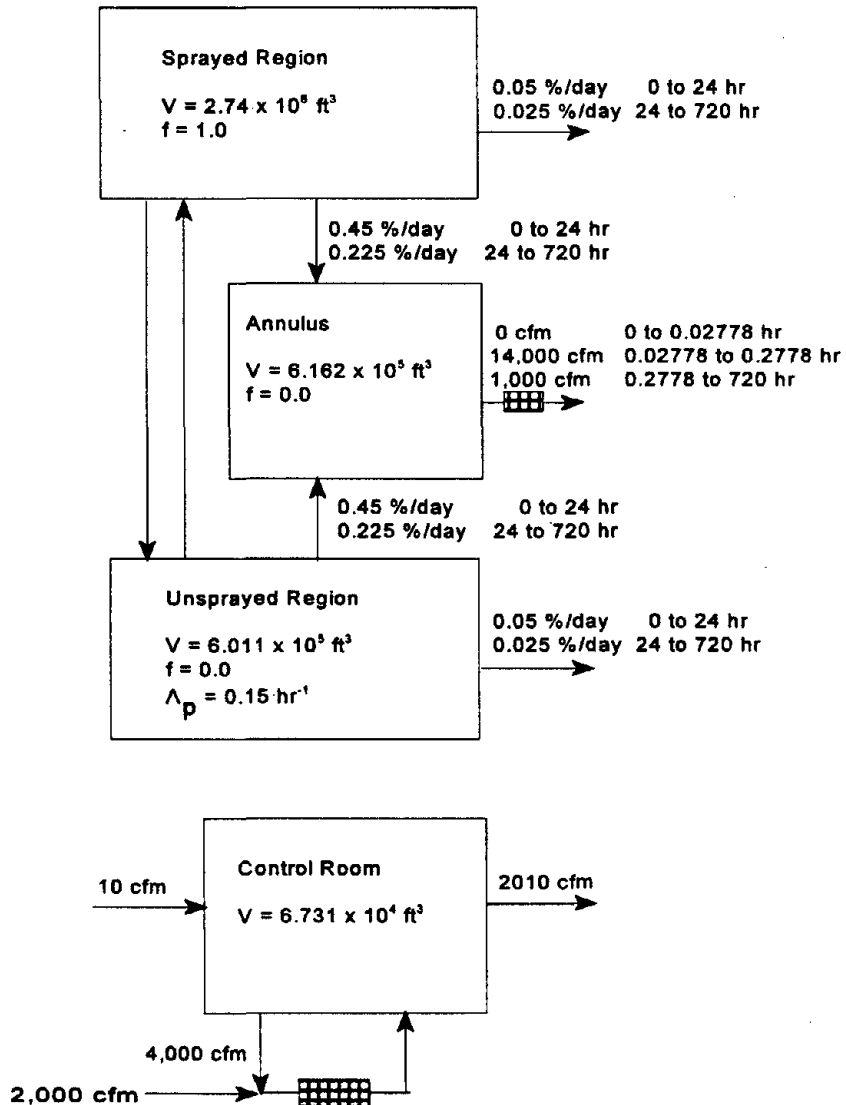 Sprayed Region
V = 2.74 x 10⁶ ft³
f = 1.0
0.05 %/day 0 to 24 hr
0.025 %/day 24 to 720 hr
0.45 %/day 0 to 24 hr
0.225 %/day 24 to 720 hr
Annulus
V = 6.162 x 10⁵ ft³
f = 0.0
0 cfm 0 to 0.02778 hr
14,000 cfm 0.02778 to 0.2778 hr
1,000 cfm 0.2778 to 720 hr
0.45 %/day 0 to 24 hr
0.225 %/day 24 to 720 hr
Unsprayed Region
V = 6.011 x 10⁵ ft³
f = 0.0
Λp = 0.15 hr⁻¹
0.05 %/day 0 to 24 hr
0.025 %/day 24 to 720 hr
Control Room
V = 6.731 x 10⁴ ft³
10 cfm
2010 cfm
4,000 cfm
2,000 cfm